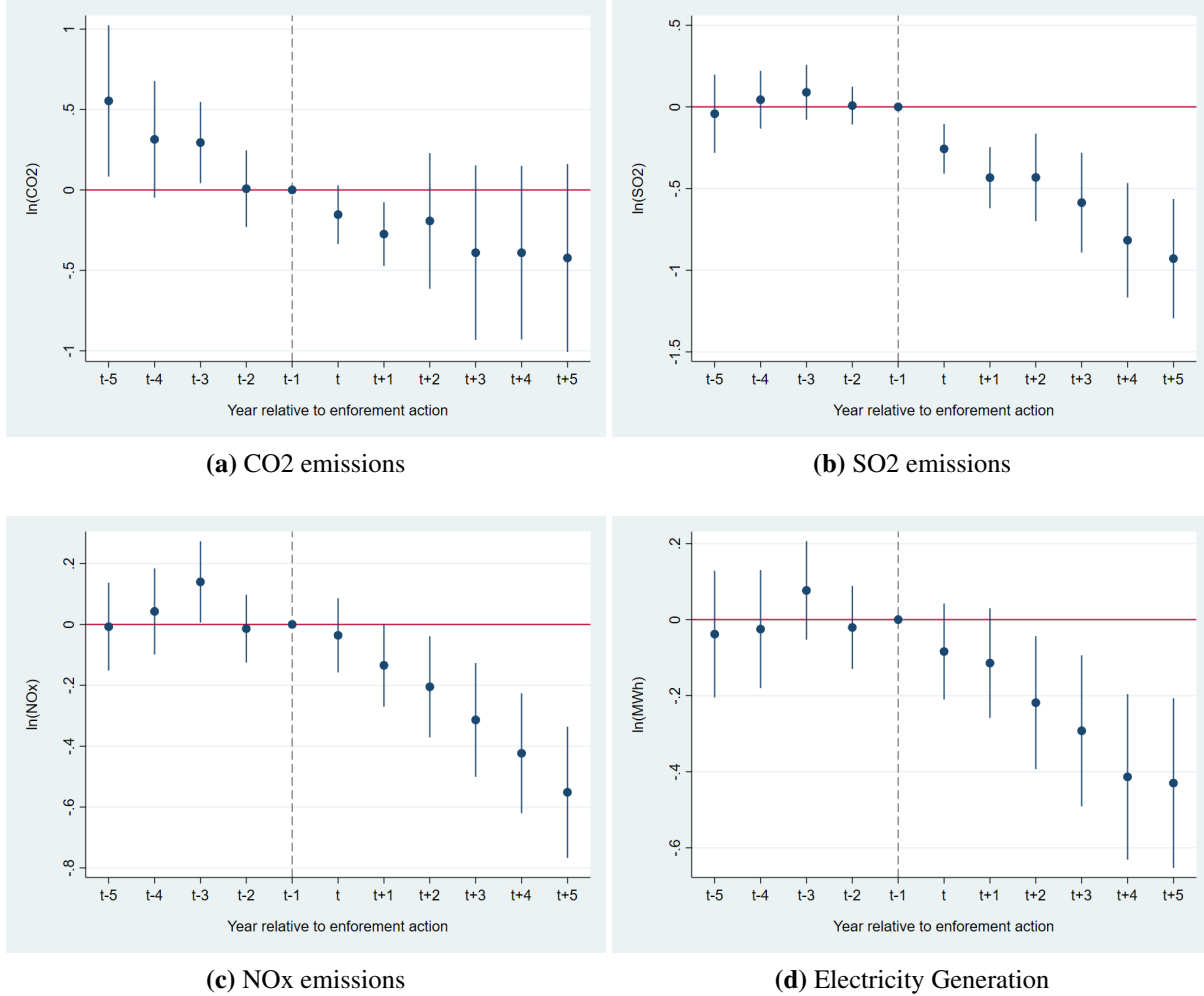 1
.5
0
-.5
-1
ln(CO2)
t-5 t-4 t-3 t-2 t-1 t t+1 t+2 t+3 t+4 t+5
Year relative to enforement action
(a) CO2 emissions
.5
0
-.5
-1
-1.5
ln(SO2)
t-5 t-4 t-3 t-2 t-1 t t+1 t+2 t+3 t+4 t+5
Year relative to enforement action
(b) SO2 emissions
.2
0
-.2
-.4
-.6
-.8
ln(NOx)
t-5 t-4 t-3 t-2 t-1 t t+1 t+2 t+3 t+4 t+5
Year relative to enforement action
(c) NOx emissions
.2
0
-.2
-.4
-.6
ln(MWh)
t-5 t-4 t-3 t-2 t-1 t t+1 t+2 t+3 t+4 t+5
Year relative to enforement action
(d) Electricity Generation